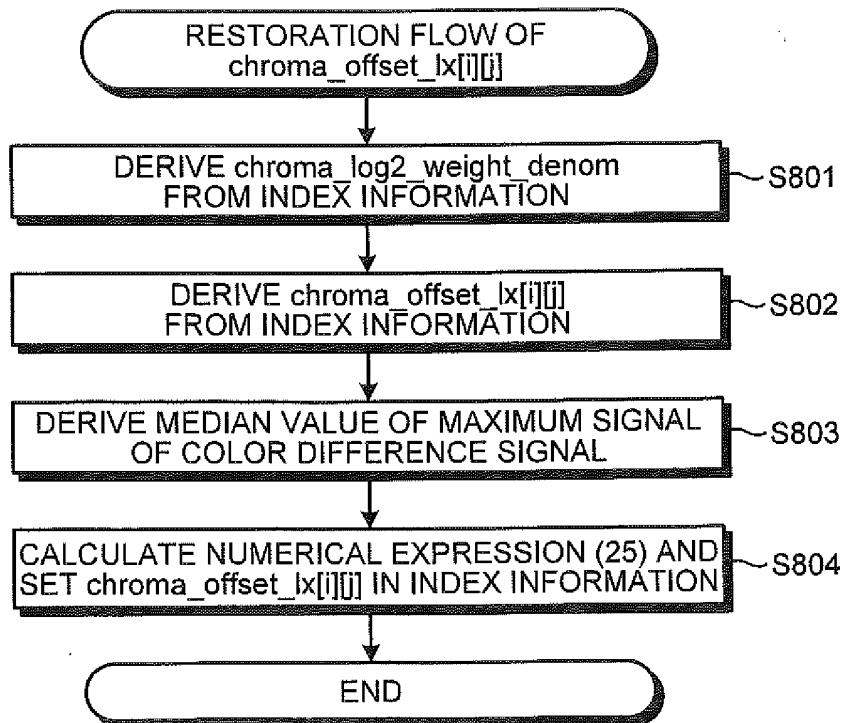 RESTORATION FLOW OF
chroma_offset_lx[i][j]
DERIVE chroma_log2_weight_denom
FROM INDEX INFORMATION
S801
DERIVE chroma_offset_lx[i][j]
FROM INDEX INFORMATION
S802
DERIVE MEDIAN VALUE OF MAXIMUM SIGNAL
OF COLOR DIFFERENCE SIGNAL
S803
CALCULATE NUMERICAL EXPRESSION (25) AND
SET chroma_offset_lx[i][j] IN INDEX INFORMATION
S804
END